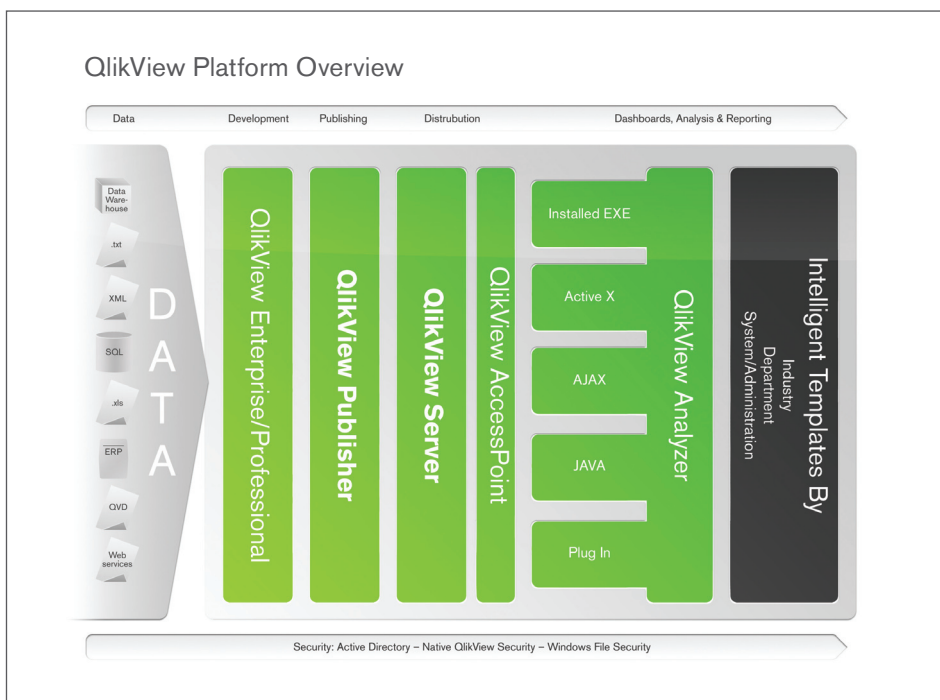 QlikView Platform Overview
Data
Development
Publishing
Distrubution
Dashboards, Analysis & Reporting
Data
Ware-
house
.txt
XML
SQL
.xls
ERP
QVD
Web
services
DATA
QlikView Enterprise/Professional
QlikView Publisher
QlikView Server
QlikView AccessPoint
Installed EXE
Active X
AJAX
JAVA
Plug In
QlikView Analyzer
Intelligent Templates By
Industry
Department
System/Administration
Security: Active Directory – Native QlikView Security – Windows File Security